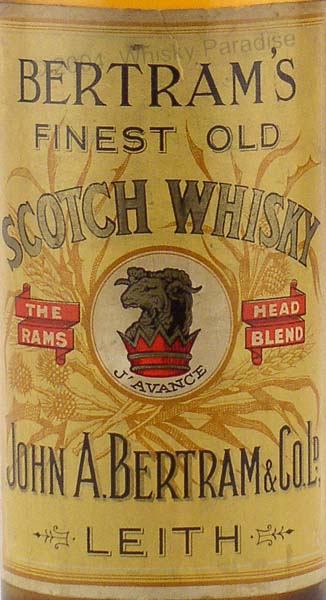 2004 Whisky Paradise
BERTRAM'S
FINEST OLD
SCOTCH WHISKY
THE RAMS
HEAD BLEND
J'AVANCE
JOHN A. BERTRAM & Co. Ld.
LEITH